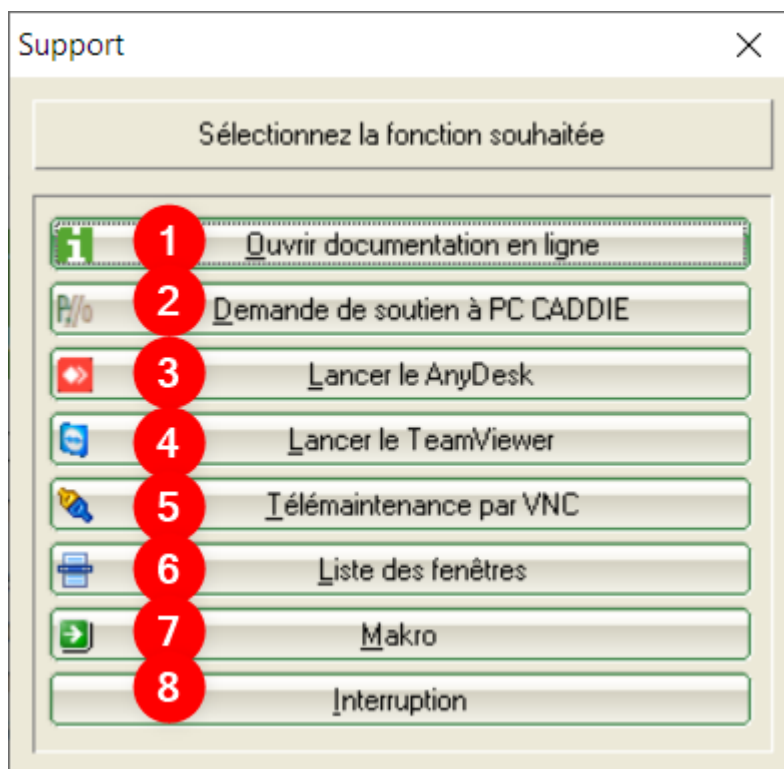 Support
Sélectionnez la fonction souhaitée
1 Ouvrir documentation en ligne
2 Demande de soutien à PC CADDIE
3 Lancer le AnyDesk
4 Lancer le TeamViewer
5 Télémaintenance par VNC
6 Liste des fenêtres
7 Makro
8 Interruption